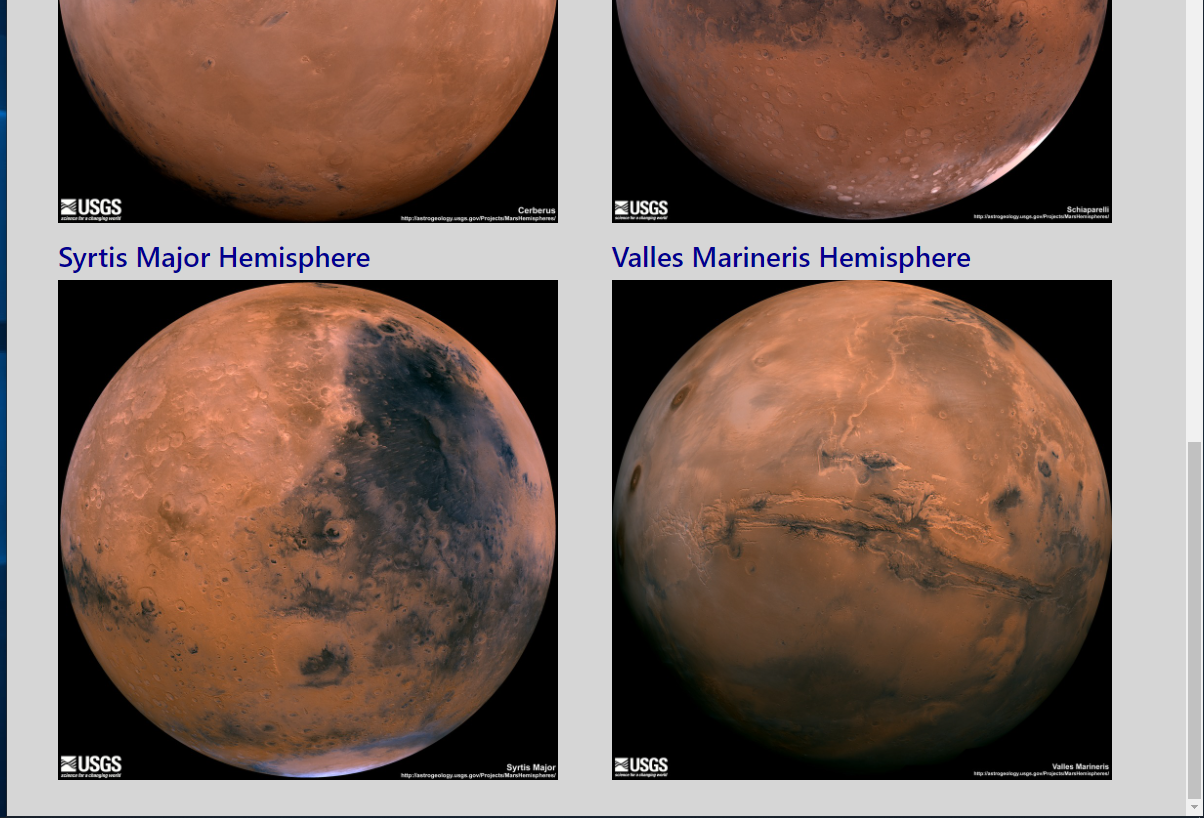 USGS
science for a changing world
Cerberus
http://astrogeology.usgs.gov/Projects/MarsHemispheres/
USGS
science for a changing world
Schiaparelli
http://astrogeology.usgs.gov/Projects/MarsHemispheres/
Syrtis Major Hemisphere
Valles Marineris Hemisphere
USGS
science for a changing world
Syrtis Major
http://astrogeology.usgs.gov/Projects/MarsHemispheres/
USGS
science for a changing world
Valles Marineris
http://astrogeology.usgs.gov/Projects/MarsHemispheres/